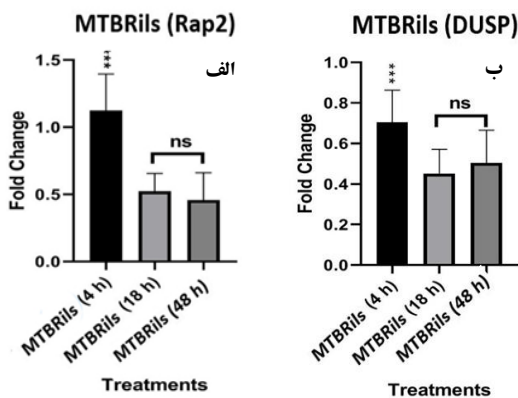 MTBRils (Rap2)
الف
***
ns
Fold Change
1.5
1.0
0.5
0.0
MTBRils (4 h)
MTBRils (18 h)
MTBRils (48 h)
Treatments
MTBRils (DUSP)
ب
***
ns
Fold Change
1.0
0.8
0.6
0.4
0.2
0.0
MTBRils (4 h)
MTBRils (18 h)
MTBRils (48 h)
Treatments